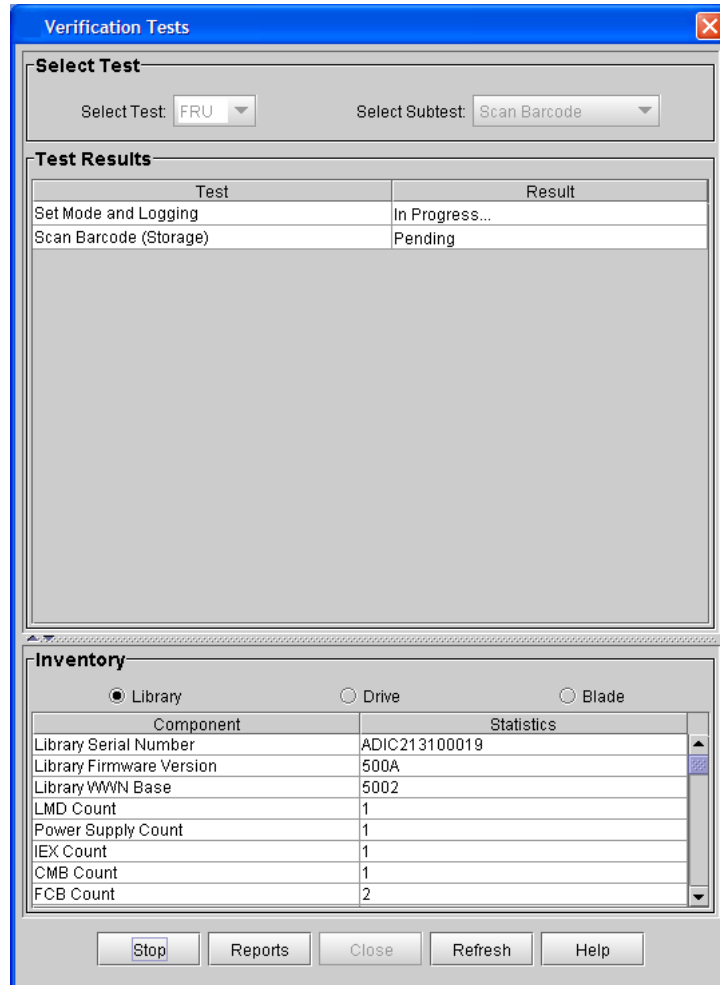 Verification Tests
Select Test
Select Test: FRU Select Subtest: Scan Barcode
Test Results
Test Result
Set Mode and Logging In Progress...
Scan Barcode (Storage) Pending
Inventory
Library Drive Blade
Component Statistics
Library Serial Number ADIC213100019
Library Firmware Version 500A
Library WWN Base 5002
LMD Count 1
Power Supply Count 1
IEX Count 1
CMB Count 1
FCB Count 2
Stop Reports Close Refresh Help